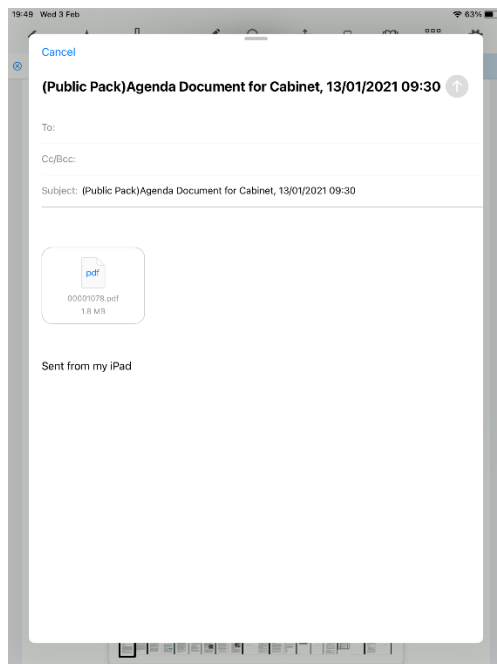 19:49 Wed 3 Feb
63%
Cancel
(Public Pack)Agenda Document for Cabinet, 13/01/2021 09:30
To:
Cc/Bcc:
Subject: (Public Pack)Agenda Document for Cabinet, 13/01/2021 09:30
pdf
00001078.pdf
1.8 MB
Sent from my iPad